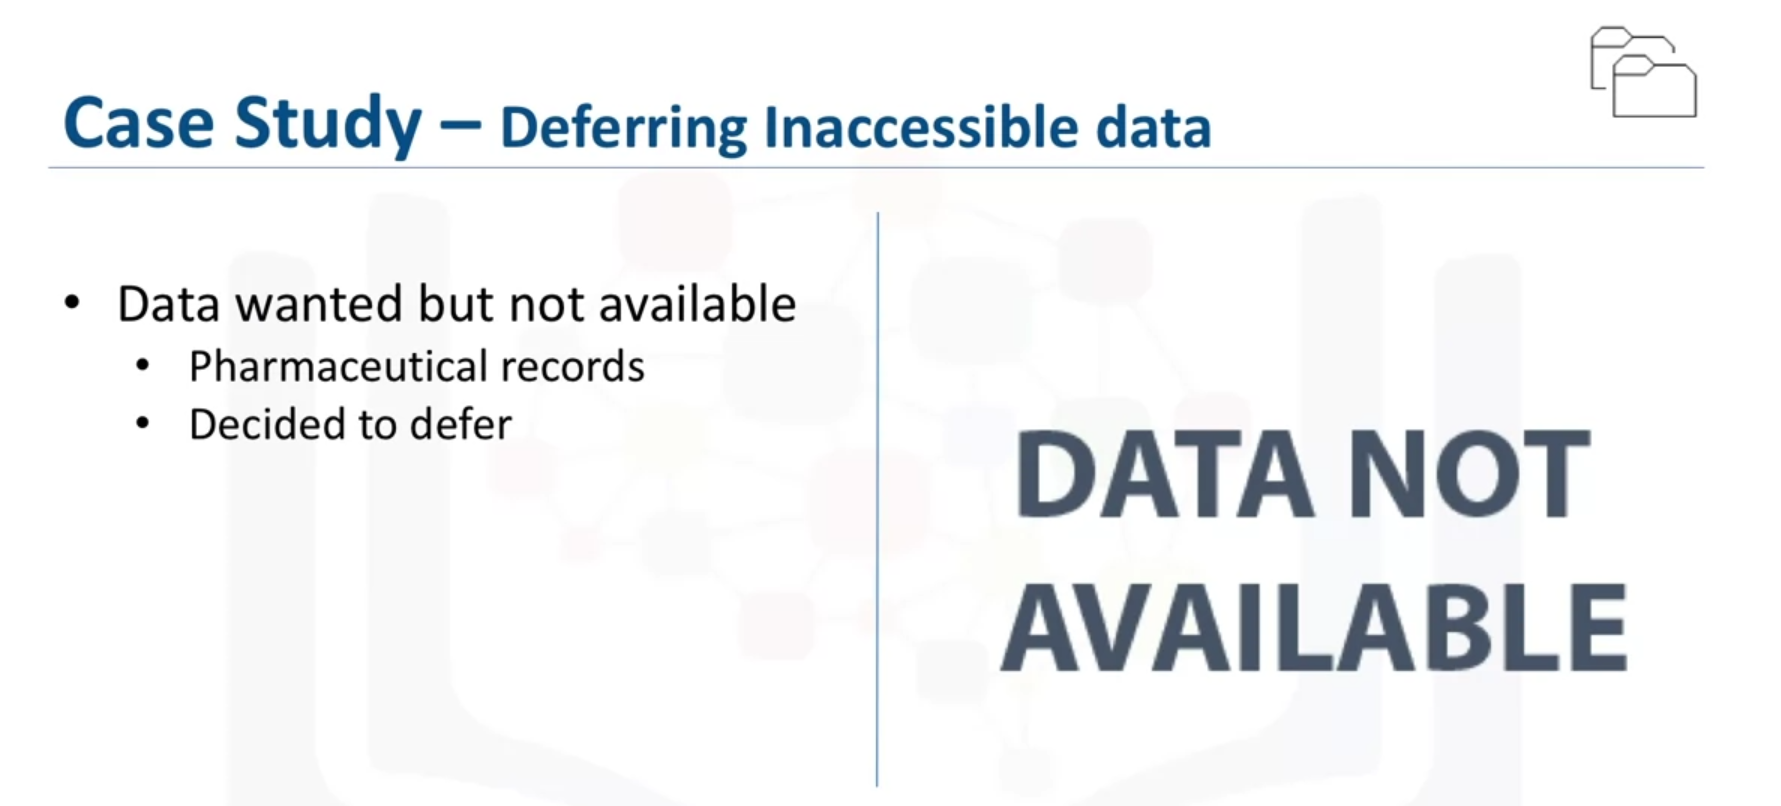 Case Study – Deferring Inaccessible data
• Data wanted but not available
• Pharmaceutical records
• Decided to defer
DATA NOT
AVAILABLE